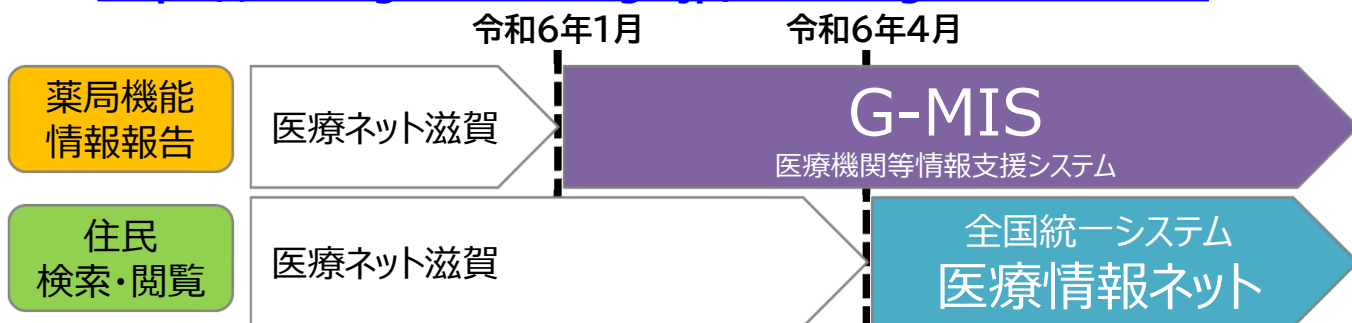 令和6年1月
令和6年4月
薬局機能
情報報告
医療ネット滋賀
G-MIS
医療機関等情報支援システム
住民
検索・閲覧
医療ネット滋賀
全国統一システム
医療情報ネット